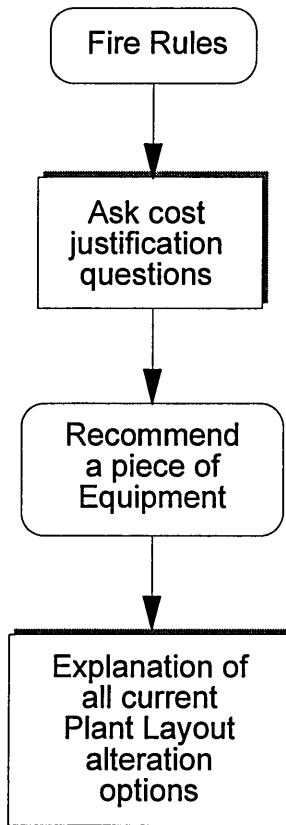 Fire Rules
Ask cost
justification
questions
Recommend
a piece of
Equipment
Explanation of
all current
Plant Layout
alteration
options